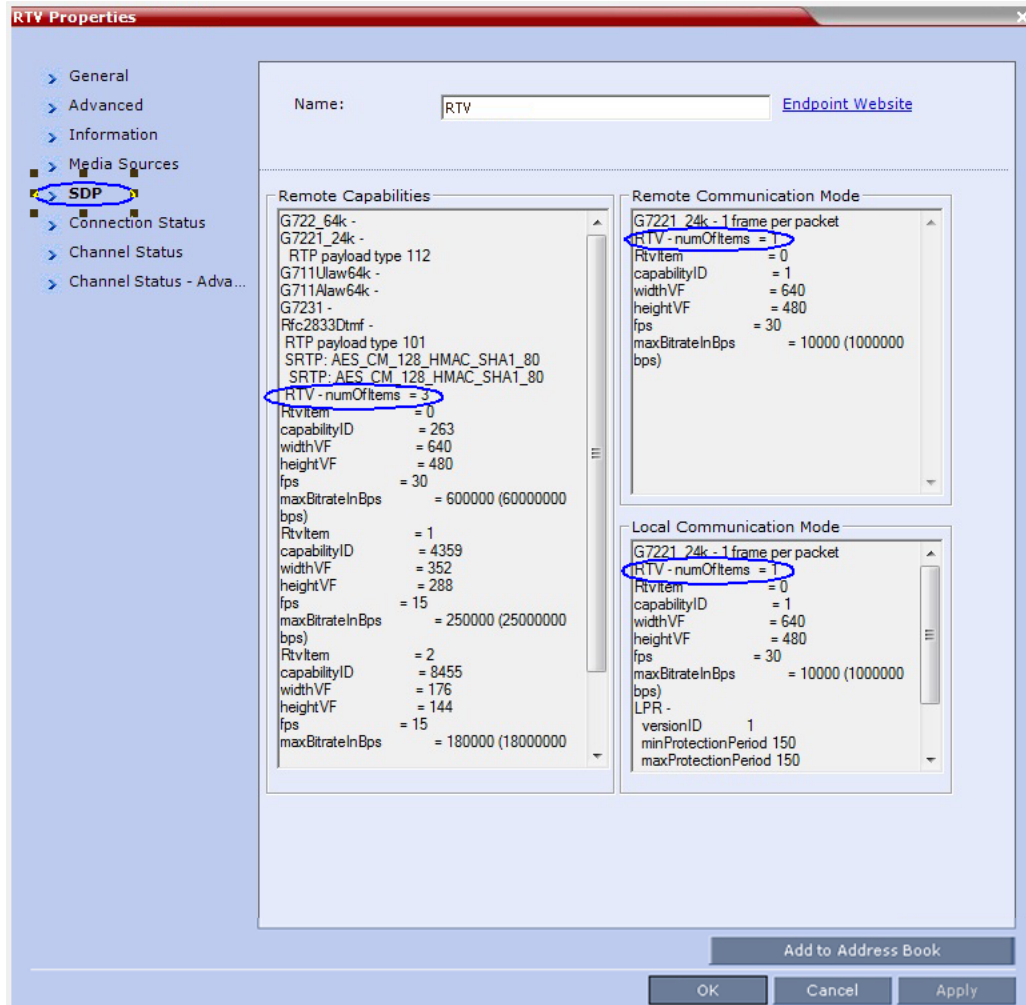 RTV Properties
General
Advanced
Information
Media Sources
SDP
Connection Status
Channel Status
Channel Status - Adva...
Name: RTV Endpoint Website
Remote Capabilities
G722_64k -
G7221_24k -
RTP payload type 112
G711Ulaw64k -
G711Alaw64k -
G7231 -
Rfc2833Dtmf -
RTP payload type 101
SRTP: AES_CM_128_HMAC_SHA1_80
SRTP: AES_CM_128_HMAC_SHA1_80
RTV - numOfItems = 3
RtvItem = 0
capabilityID = 263
widthVF = 640
heightVF = 480
fps = 30
maxBitrateInBps = 600000 (60000000
bps)
RtvItem = 1
capabilityID = 4359
widthVF = 352
heightVF = 288
fps = 15
maxBitrateInBps = 250000 (25000000
bps)
RtvItem = 2
capabilityID = 8455
widthVF = 176
heightVF = 144
fps = 15
maxBitrateInBps = 180000 (18000000
Remote Communication Mode
G7221_24k - 1 frame per packet
RTV - numOfItems = 1
RtvItem = 0
capabilityID = 1
widthVF = 640
heightVF = 480
fps = 30
maxBitrateInBps = 10000 (1000000
bps)
Local Communication Mode
G7221_24k - 1 frame per packet
RTV - numOfItems = 1
RtvItem = 0
capabilityID = 1
widthVF = 640
heightVF = 480
fps = 30
maxBitrateInBps = 10000 (1000000
bps)
LPR -
versionID 1
minProtectionPeriod 150
maxProtectionPeriod 150
Add to Address Book
OK Cancel Apply